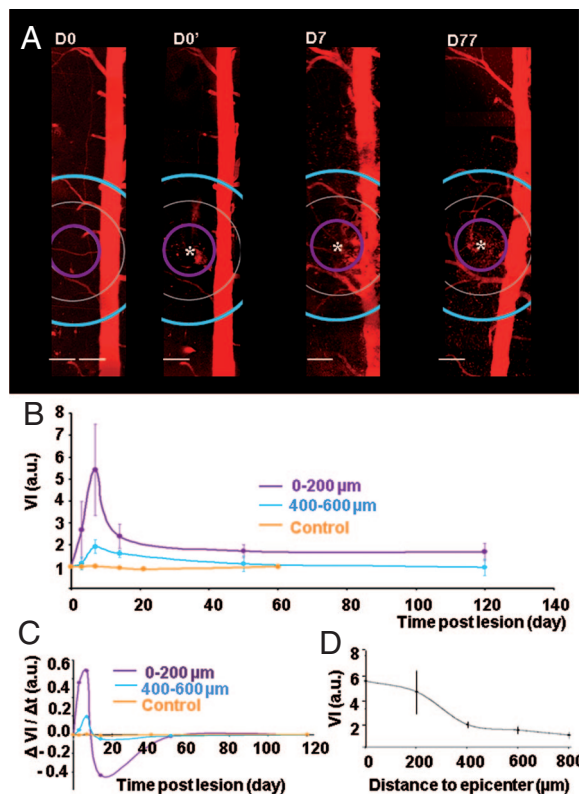 A
D0 D0' D7 D77
* * *
B
VI (a.u.)
8
7
6
5
4
3
2
1
0-200 µm
400-600 µm
Control
0 20 40 60 80 100 120 140
Time post lesion (day)
C
Δ VI / Δt (a.u.)
0.6
0.4
0.2
0.0
- 0.2
- 0.4
0-200 µm
400-600 µm
Control
20 40 60 80 100 120
Time post lesion (day)
D
VI (a.u.)
8
6
4
2
0 200 400 600 800
Distance to epicenter (µm)